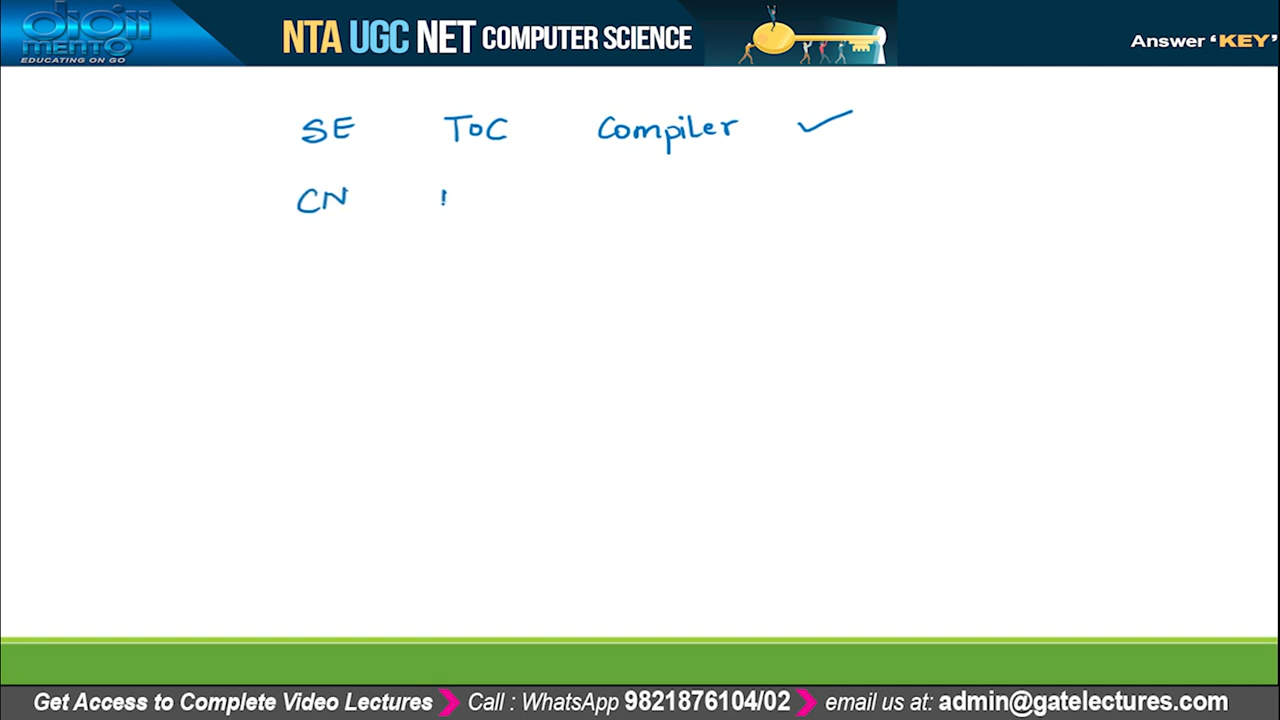 digii
MENTO
EDUCATING ON GO
NTA UGC NET COMPUTER SCIENCE
Answer ‘KEY’
SE ToC Compiler ✓
CN
Get Access to Complete Video Lectures Call : WhatsApp 9821876104/02 email us at: admin@gatelectures.com